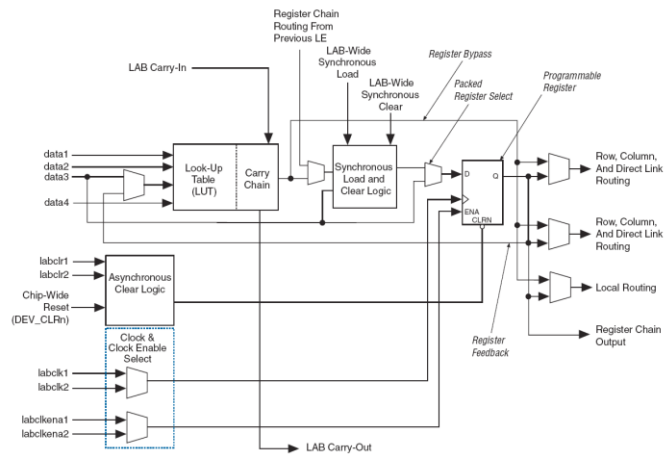 Register Chain
Routing From
Previous LE
LAB-Wide
Synchronous
Load
Register Bypass
LAB Carry-In
LAB-Wide
Synchronous
Clear
Packed
Register Select
Programmable
Register
data1
data2
data3
data4
Look-Up
Table
(LUT)
Carry
Chain
Synchronous
Load and
Clear Logic
D
Q
ENA
CLRN
Row, Column,
And Direct Link
Routing
Row, Column,
And Direct Link
Routing
Local Routing
Register Chain
Output
labclr1
labclr2
Chip-Wide
Reset
(DEV_CLRn)
Asynchronous
Clear Logic
Register
Feedback
Clock &
Clock Enable
Select
labclk1
labclk2
labclkena1
labclkena2
LAB Carry-Out